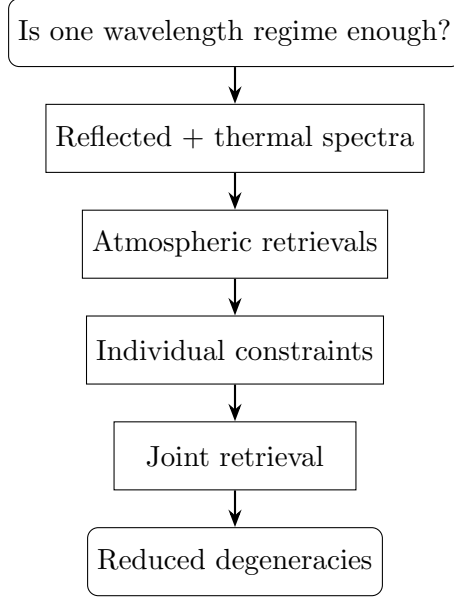 Is one wavelength regime enough?
Reflected + thermal spectra
Atmospheric retrievals
Individual constraints
Joint retrieval
Reduced degeneracies